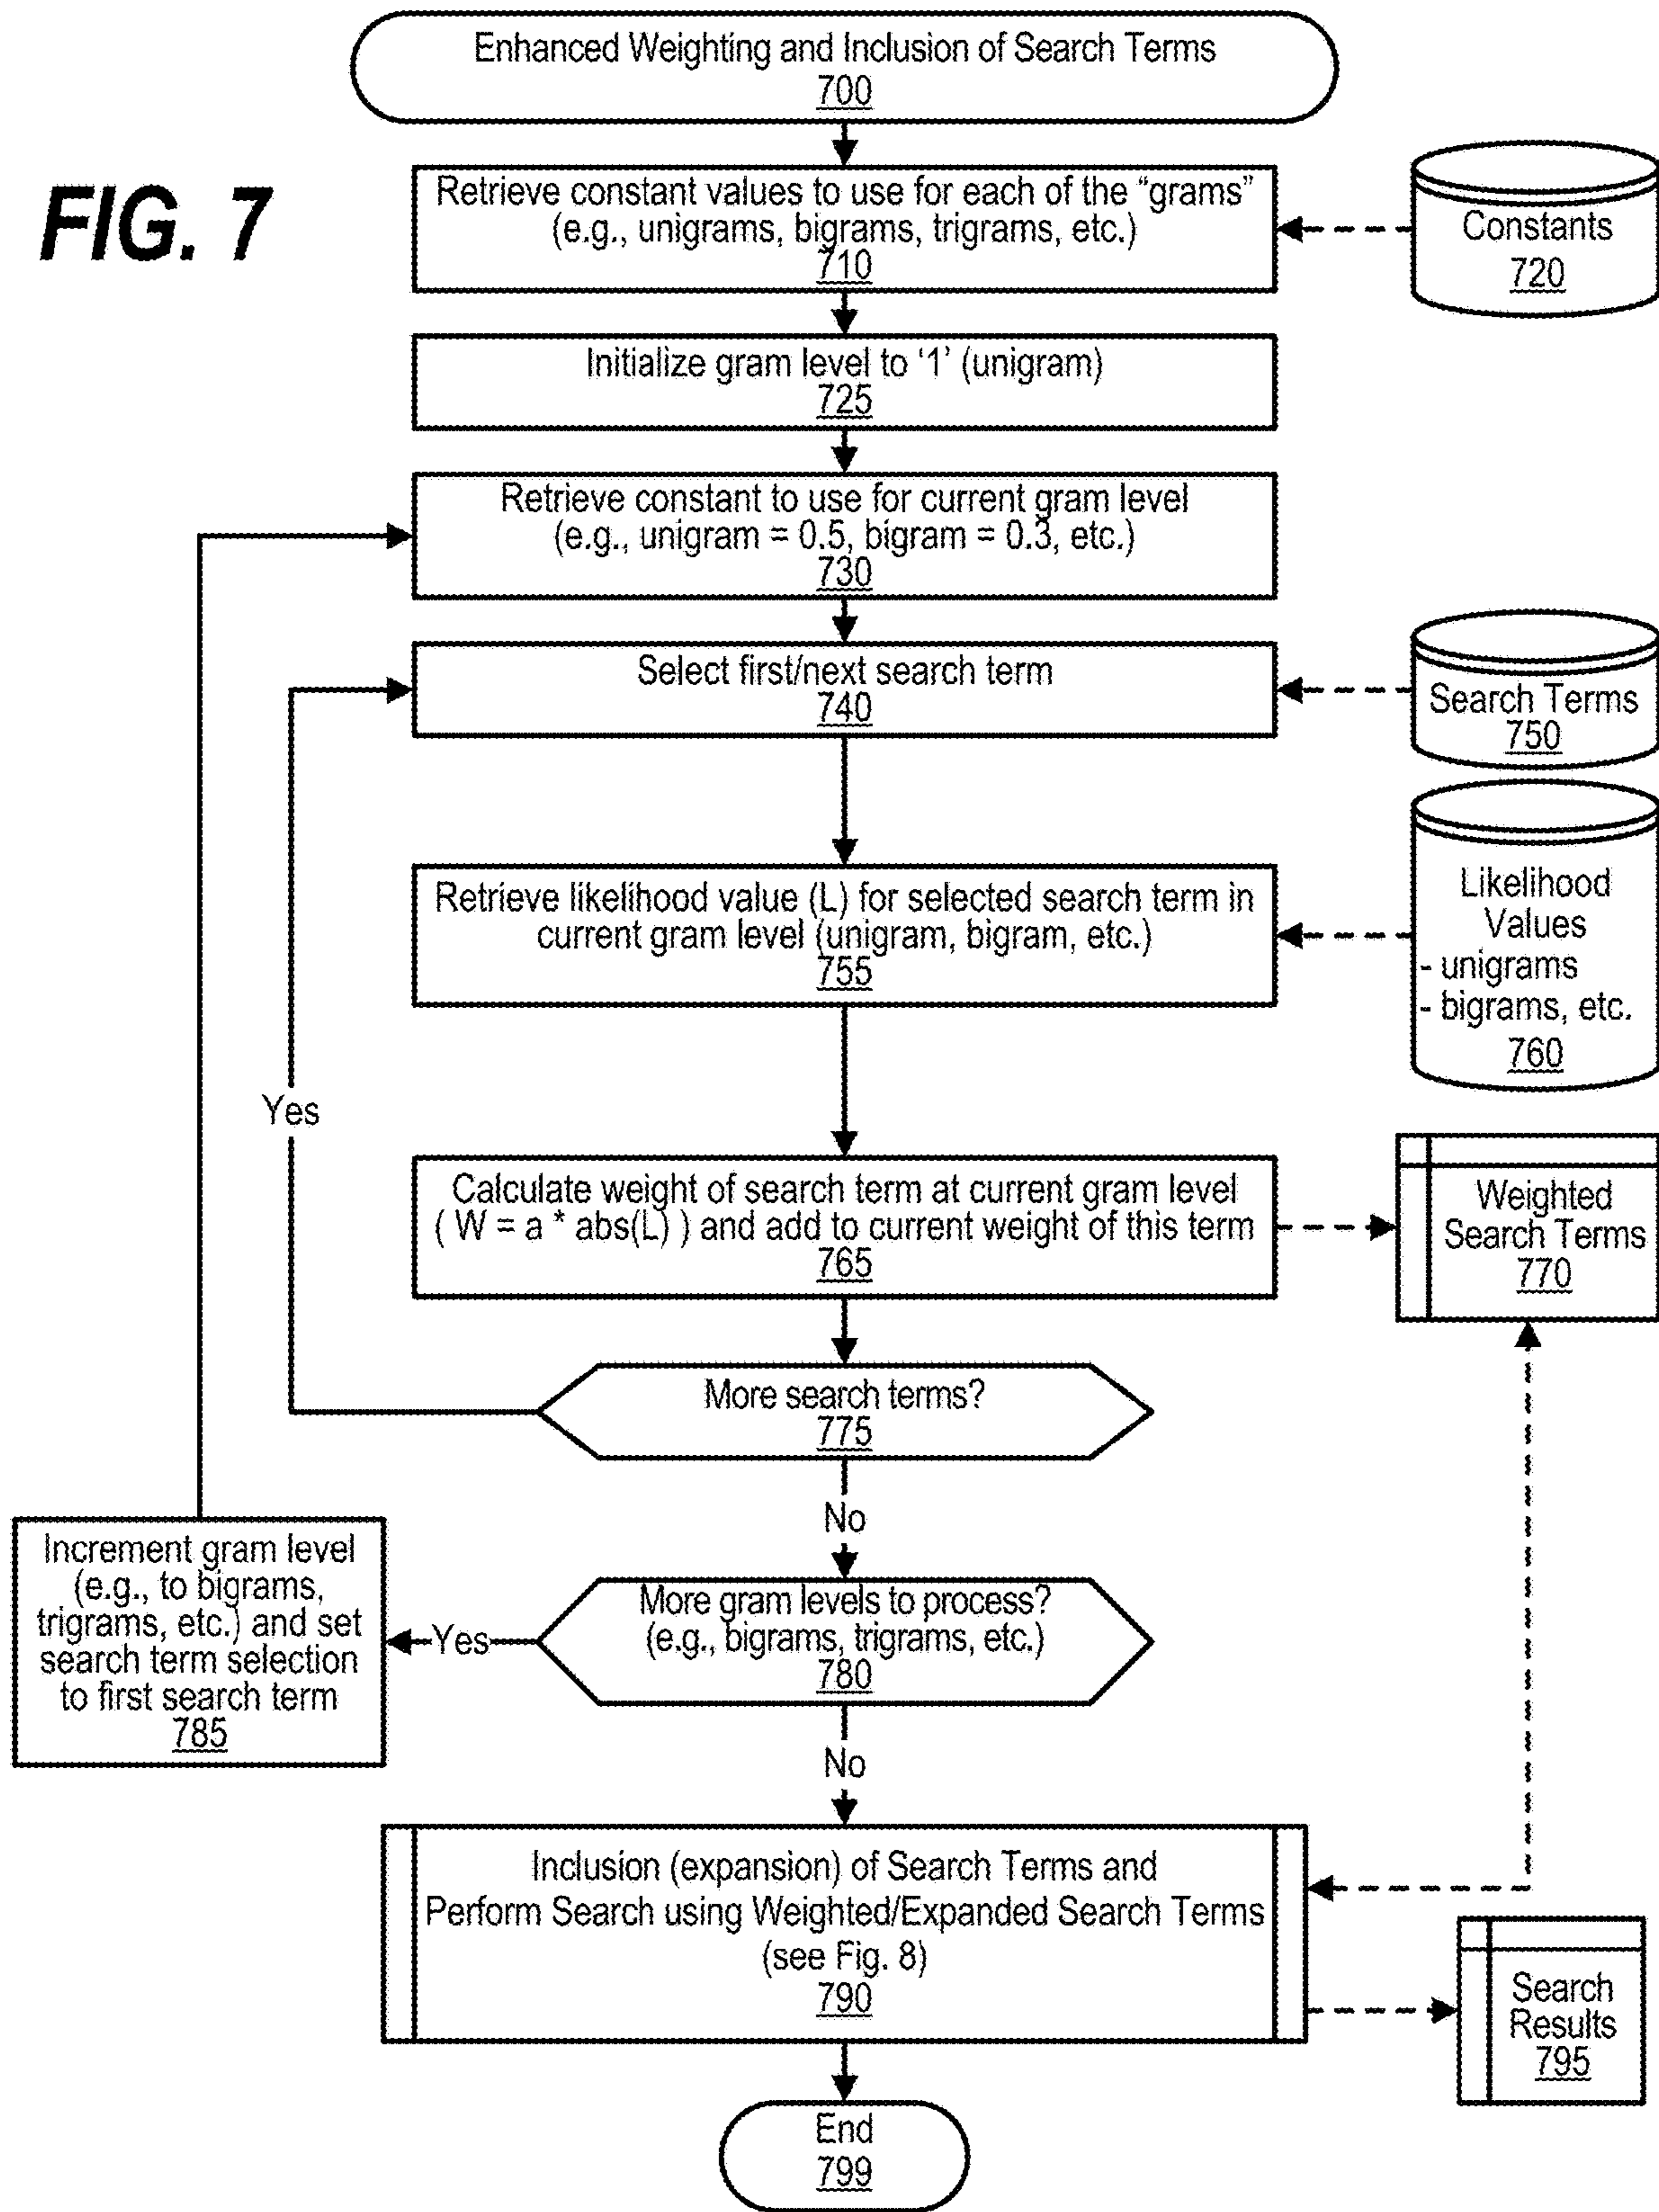 Enhanced Weighting and Inclusion of Search Terms
700
FIG. 7
Retrieve constant values to use for each of the “grams”
(e.g., unigrams, bigrams, trigrams, etc.)
710
Constants
720
Initialize gram level to ‘1’ (unigram)
725
Retrieve constant to use for current gram level
(e.g., unigram = 0.5, bigram = 0.3, etc.)
730
Select first/next search term
740
Search Terms
750
Retrieve likelihood value (L) for selected search term in
current gram level (unigram, bigram, etc.)
755
Likelihood
Values
- unigrams
- bigrams, etc.
760
Yes
Calculate weight of search term at current gram level
( W = a * abs(L) ) and add to current weight of this term
765
Weighted
Search Terms
770
More search terms?
775
No
Increment gram level
(e.g., to bigrams,
trigrams, etc.) and set
search term selection
to first search term
785
Yes
More gram levels to process?
(e.g., bigrams, trigrams, etc.)
780
No
Inclusion (expansion) of Search Terms and
Perform Search using Weighted/Expanded Search Terms
(see Fig. 8)
790
Search
Results
795
End
799